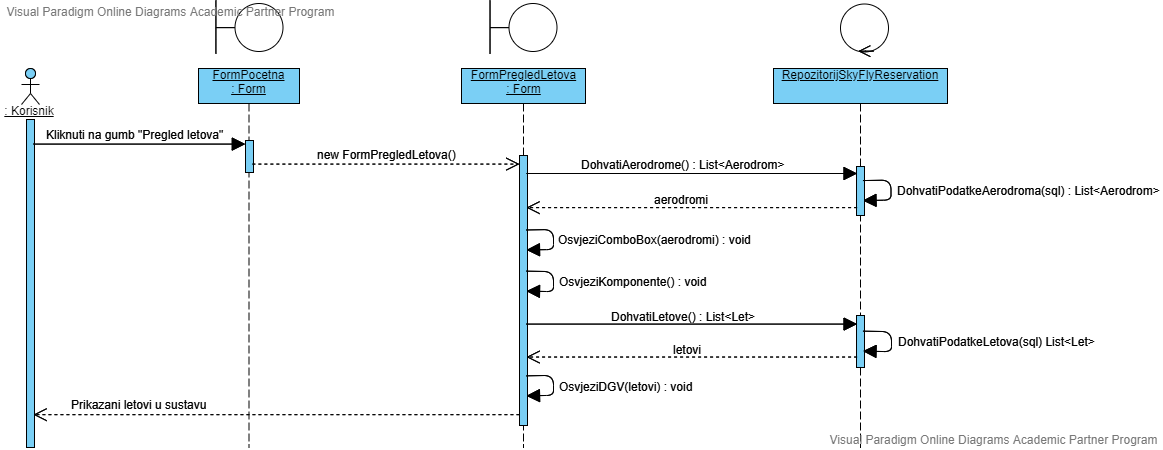 Visual Paradigm Online Diagrams Academic Partner Program
FormPocetna
: Form
FormPregledLetova
: Form
RepozitorijSkyFlyReservation
: Korisnik
Kliknuti na gumb "Pregled letova"
new FormPregledLetova()
DohvatiAerodrome() : List<Aerodrom>
DohvatiPodatkeAerodroma(sql) : List<Aerodrom>
aerodromi
OsvjeziComboBox(aerodromi) : void
OsvjeziKomponente() : void
DohvatiLetove() : List<Let>
DohvatiPodatkeLetova(sql) List<Let>
letovi
OsvjeziDGV(letovi) : void
Prikazani letovi u sustavu
Visual Paradigm Online Diagrams Academic Partner Program